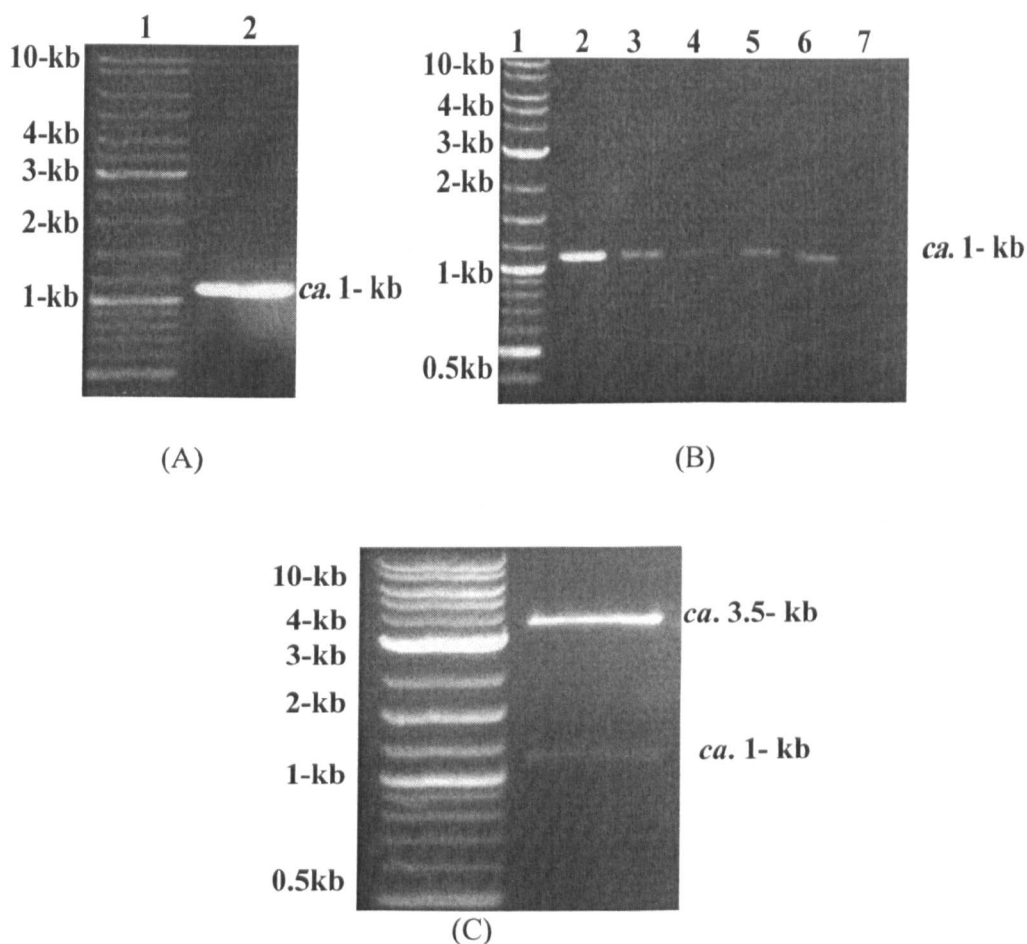 1 2
10-kb
4-kb
3-kb
2-kb
1-kb
ca. 1- kb
(A)
1 2 3 4 5 6 7
10-kb
4-kb
3-kb
2-kb
1-kb
0.5kb
ca. 1- kb
(B)
10-kb
4-kb
3-kb
2-kb
1-kb
0.5kb
ca. 3.5- kb
ca. 1- kb
(C)